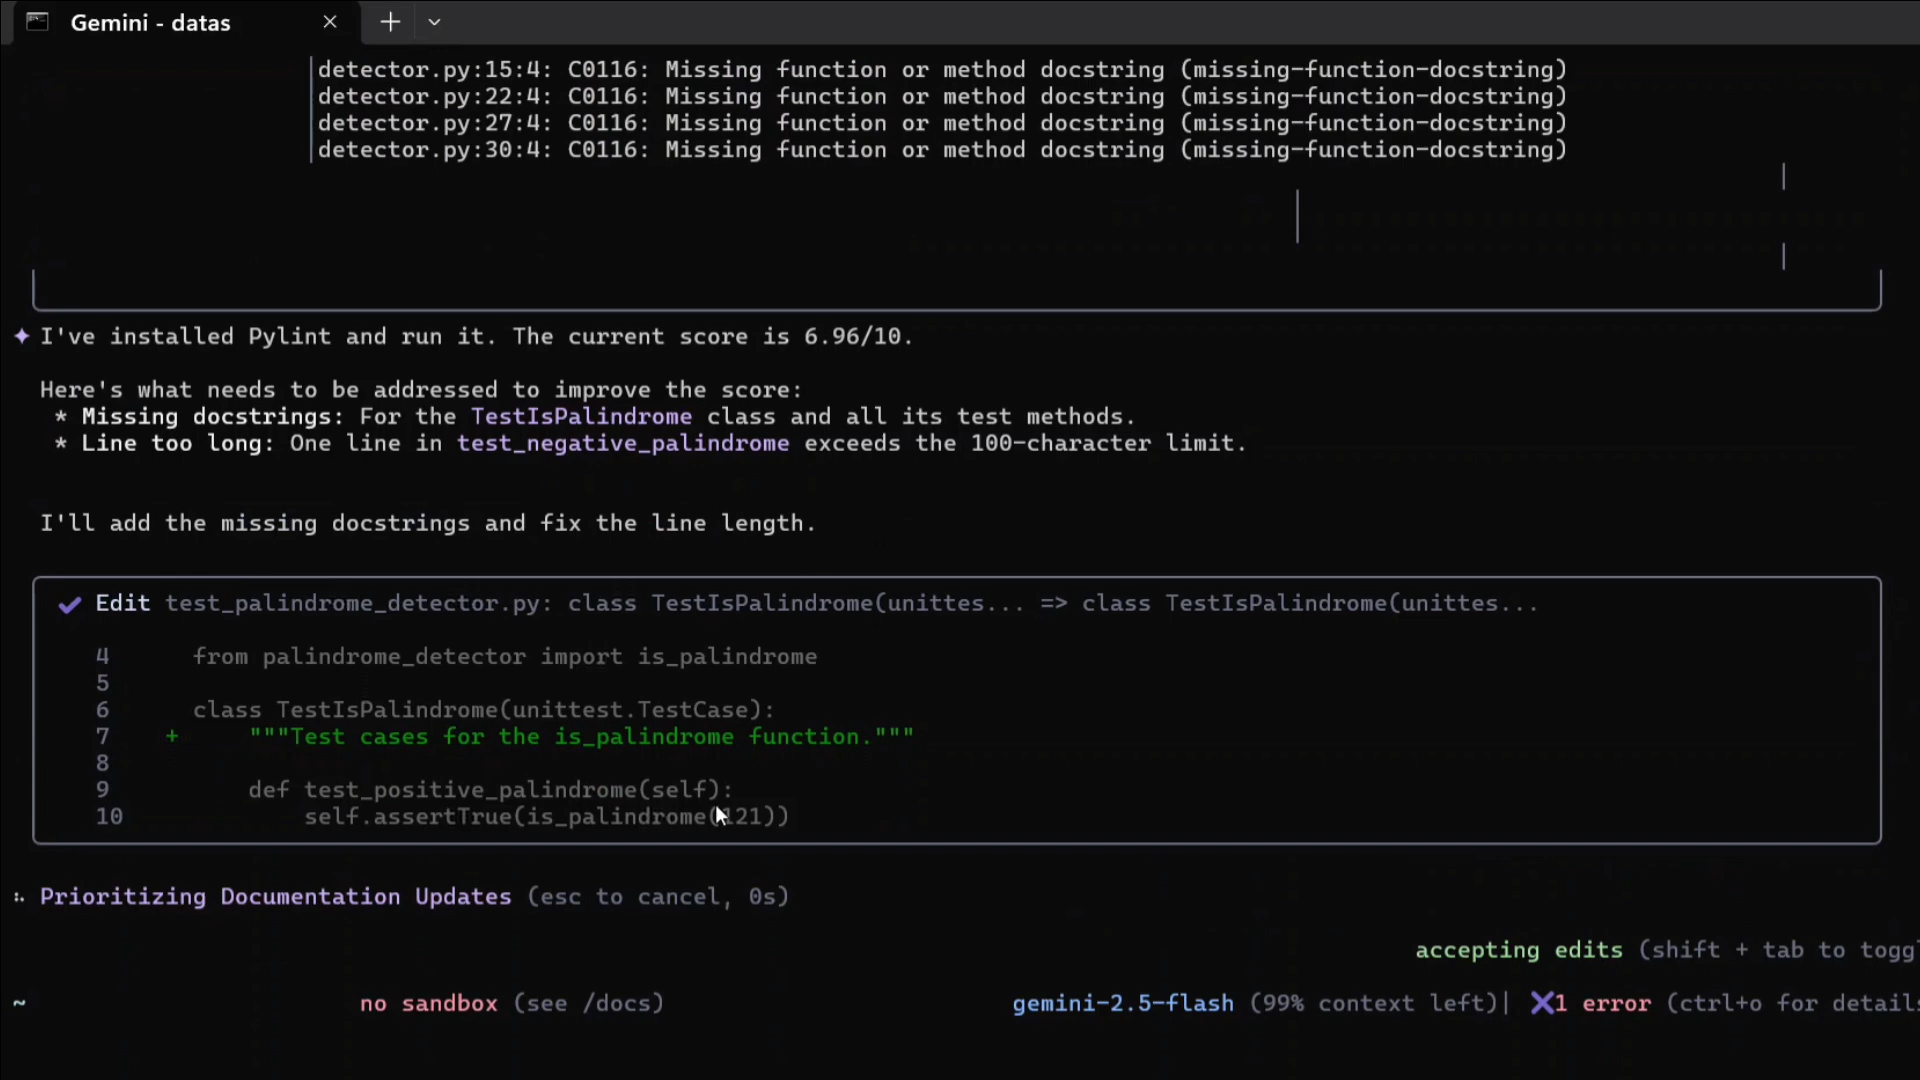 Gemini - datas
detector.py:15:4: C0116: Missing function or method docstring (missing-function-docstring)
detector.py:22:4: C0116: Missing function or method docstring (missing-function-docstring)
detector.py:27:4: C0116: Missing function or method docstring (missing-function-docstring)
detector.py:30:4: C0116: Missing function or method docstring (missing-function-docstring)
✦ I've installed Pylint and run it. The current score is 6.96/10.
Here's what needs to be addressed to improve the score:
* Missing docstrings: For the TestIsPalindrome class and all its test methods.
* Line too long: One line in test_negative_palindrome exceeds the 100-character limit.
I'll add the missing docstrings and fix the line length.
✔ Edit test_palindrome_detector.py: class TestIsPalindrome(unittes... => class TestIsPalindrome(unittes...
4 from palindrome_detector import is_palindrome
5
6 class TestIsPalindrome(unittest.TestCase):
7 + """Test cases for the is_palindrome function."""
8
9 def test_positive_palindrome(self):
10 self.assertTrue(is_palindrome(121))
Prioritizing Documentation Updates (esc to cancel, 0s)
accepting edits (shift + tab to toggl
~ no sandbox (see /docs) gemini-2.5-flash (99% context left)| ✖1 error (ctrl+o for details